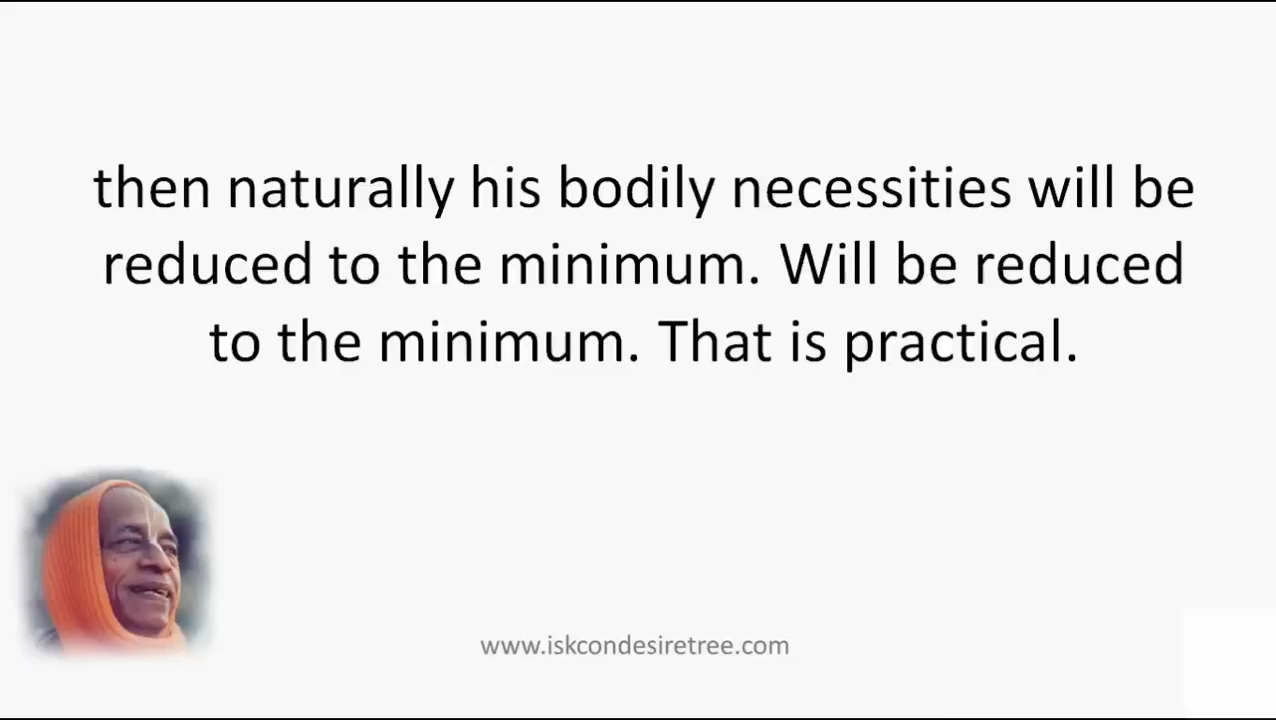 then naturally his bodily necessities will be
reduced to the minimum. Will be reduced
to the minimum. That is practical.
www.iskcondesiretree.com